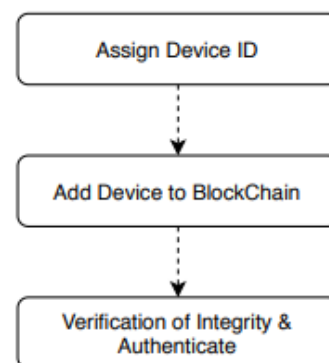 Assign Device ID
Add Device to BlockChain
Verification of Integrity &
Authenticate